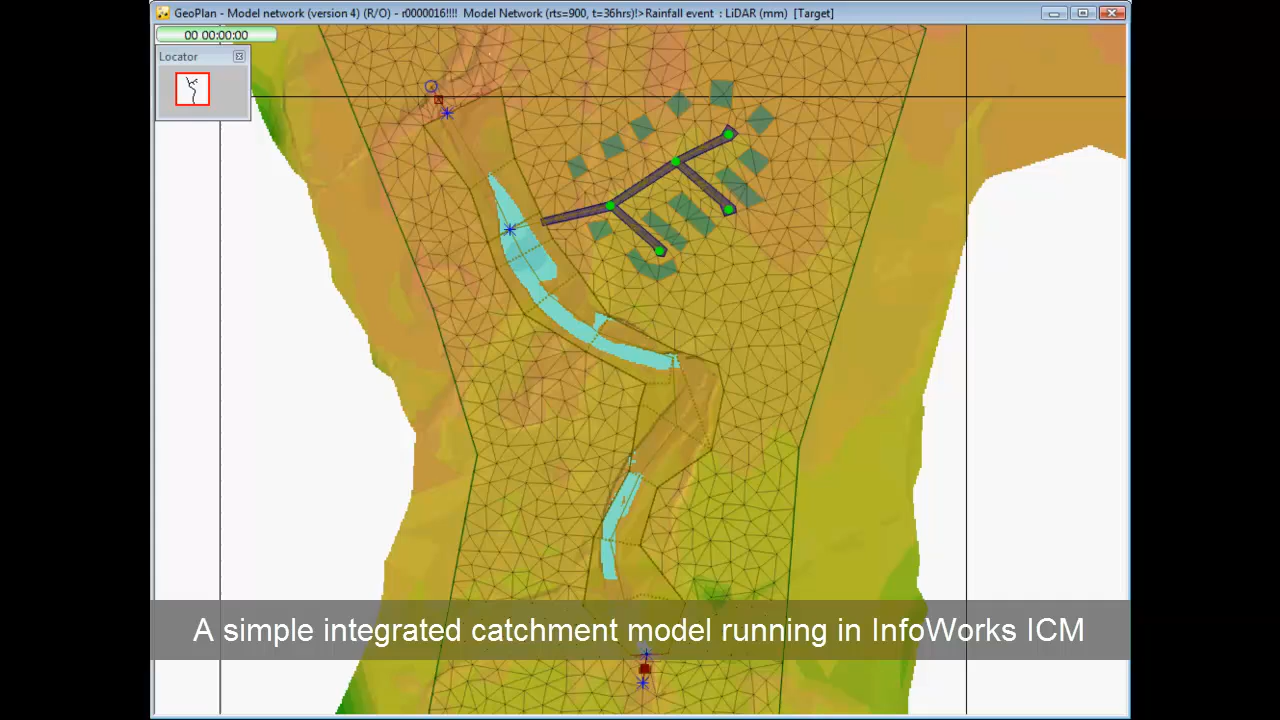 GeoPlan - Model network (version 4) (R/O) - r0000016!!!! Model Network (rts=900, t=36hrs)!>Rainfall event : LiDAR (mm) [Target]
00 00:00:00
Locator
A simple integrated catchment model running in InfoWorks ICM